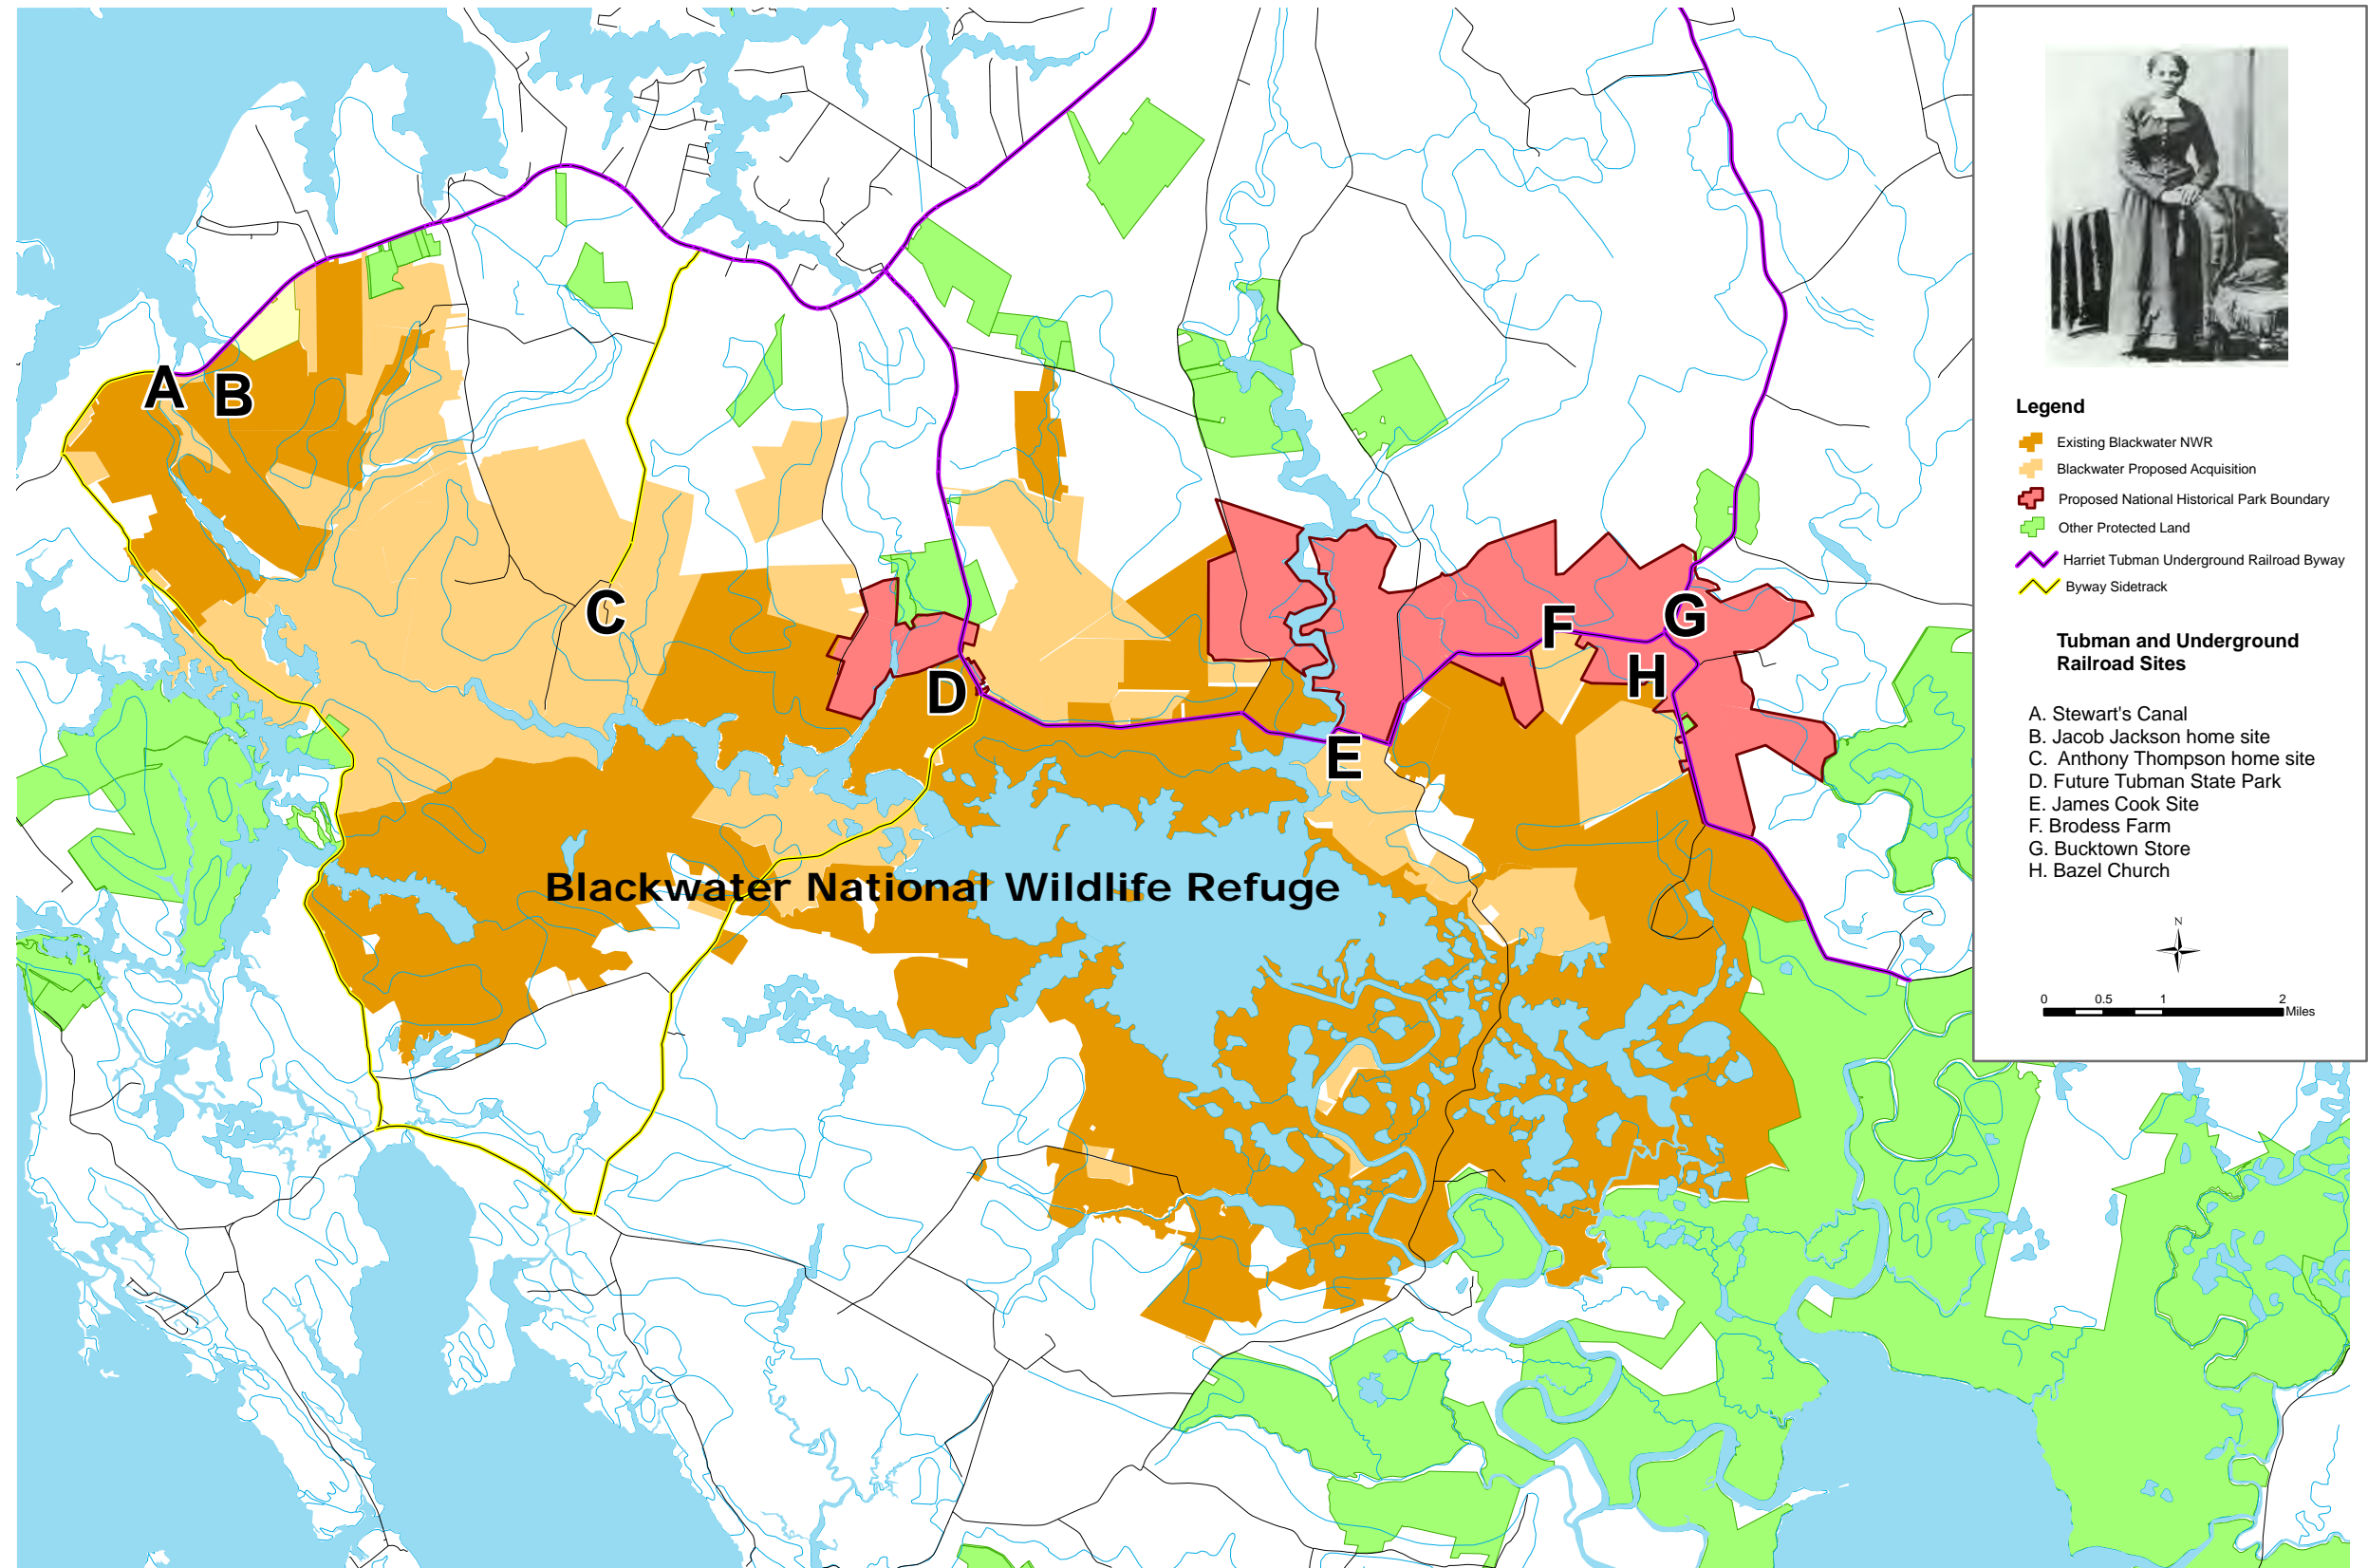 A
B
C
D
E
F
G
H
Blackwater National Wildlife Refuge
Legend
Existing Blackwater NWR
Blackwater Proposed Acquisition
Proposed National Historical Park Boundary
Other Protected Land
Harriet Tubman Underground Railroad Byway
Byway Sidetrack
Tubman and Underground
Railroad Sites
A. Stewart's Canal
B. Jacob Jackson home site
C. Anthony Thompson home site
D. Future Tubman State Park
E. James Cook Site
F. Brodess Farm
G. Bucktown Store
H. Bazel Church
N
0 0.5 1 2
Miles